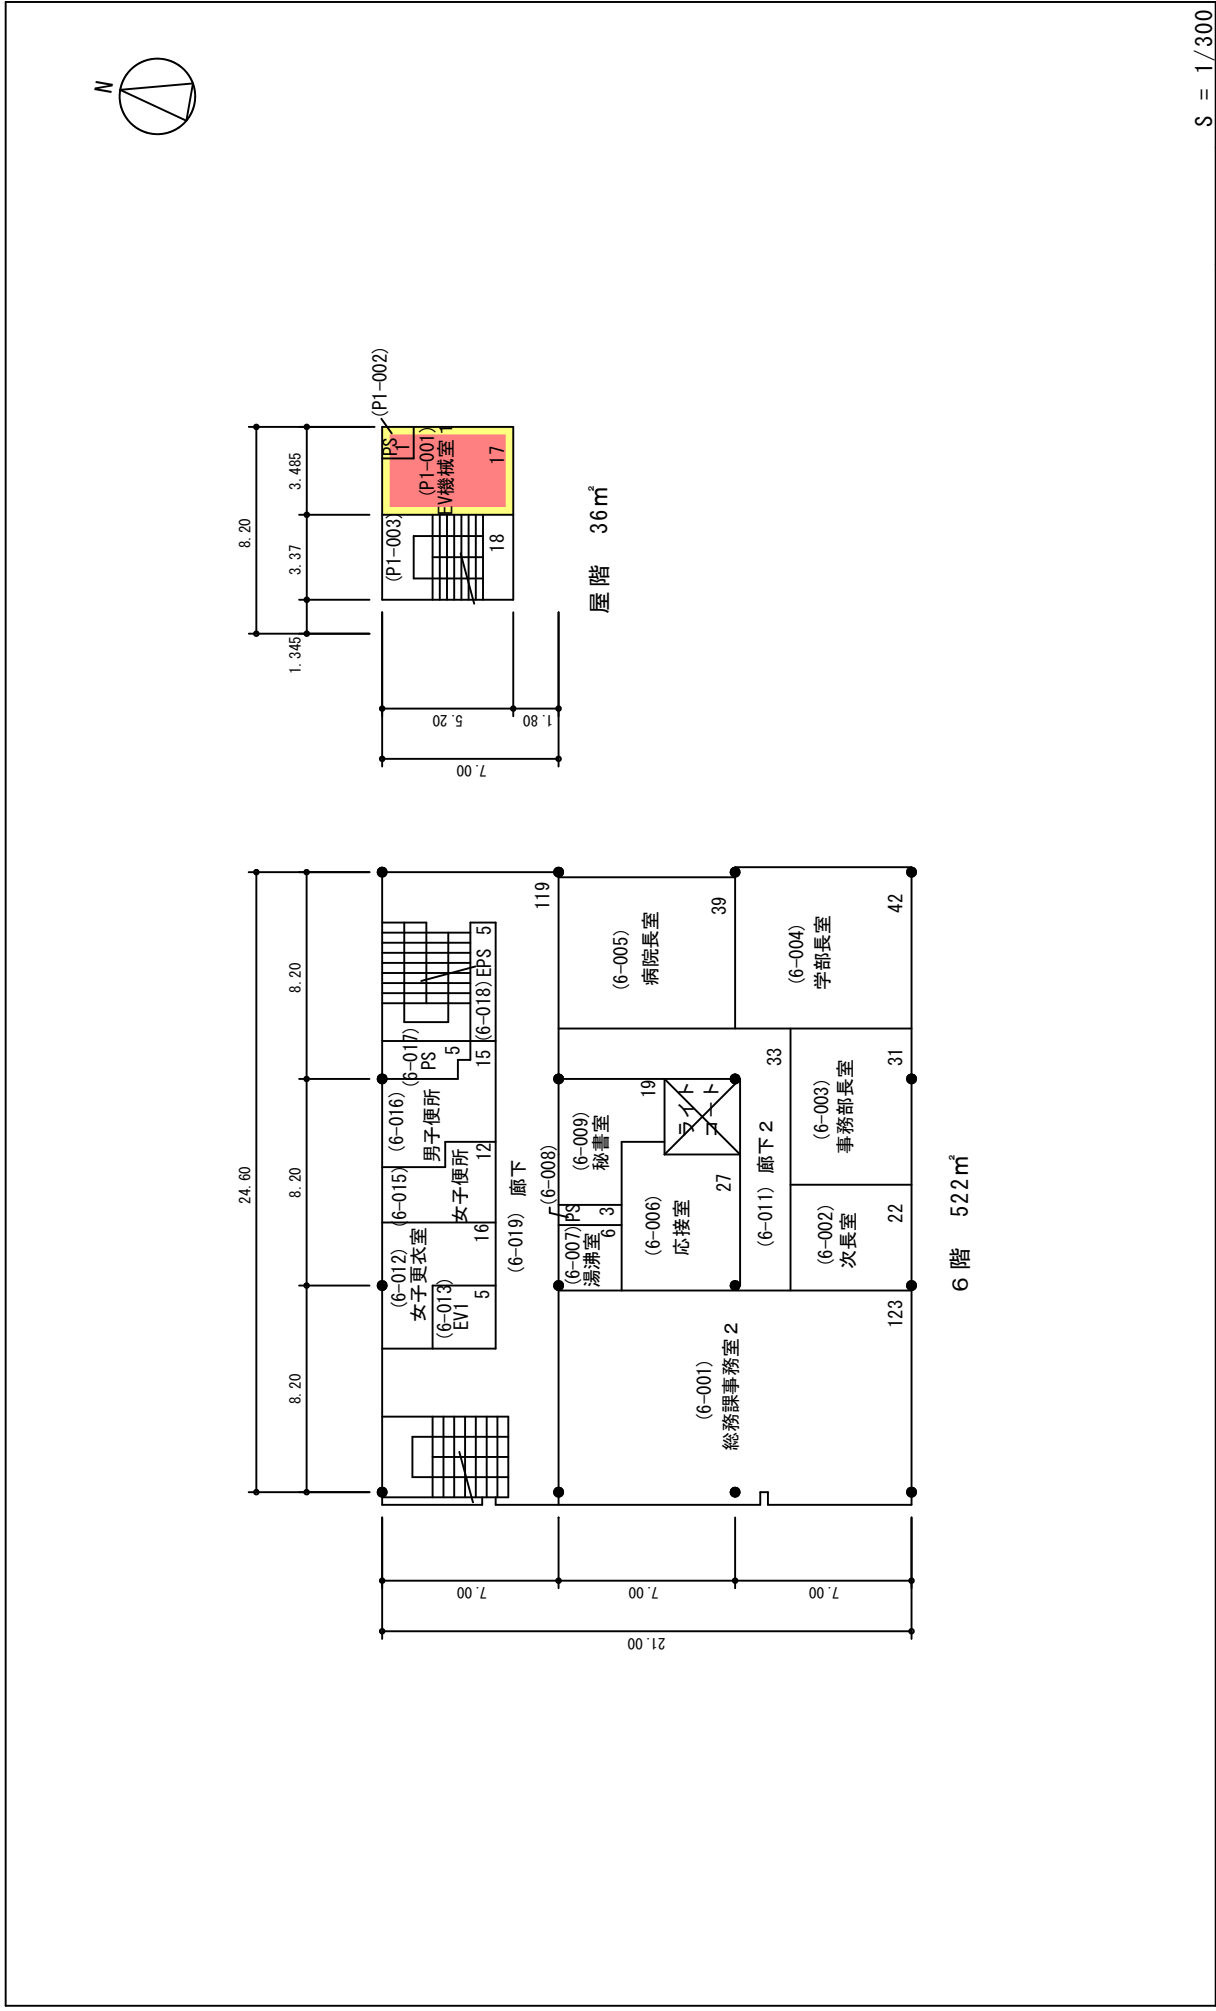 N
S = 1/300
8.20
1.345
3.37
3.485
(P1-002)
PS
1
(P1-001)
EV機械室 1
17
(P1-003)
18
5.20
1.80
7.00
屋階 36㎡
24.60
8.20
8.20
8.20
(6-012)
女子更衣室
16
(6-013)
EV1
5
(6-015)
女子便所
12
(6-016)
男子便所
15
(6-017)
PS
5
(6-018) EPS
5
(6-019) 廊下
119
(6-007)
湯沸室
6
(6-008)
PS
3
(6-009)
秘書室
19
ライト
コート
(6-006)
応接室
27
(6-005)
病院長室
39
(6-004)
学部長室
42
(6-011) 廊下2
33
(6-003)
事務部長室
31
(6-002)
次長室
22
(6-001)
総務課事務室2
123
7.00
7.00
7.00
21.00
6階 522㎡